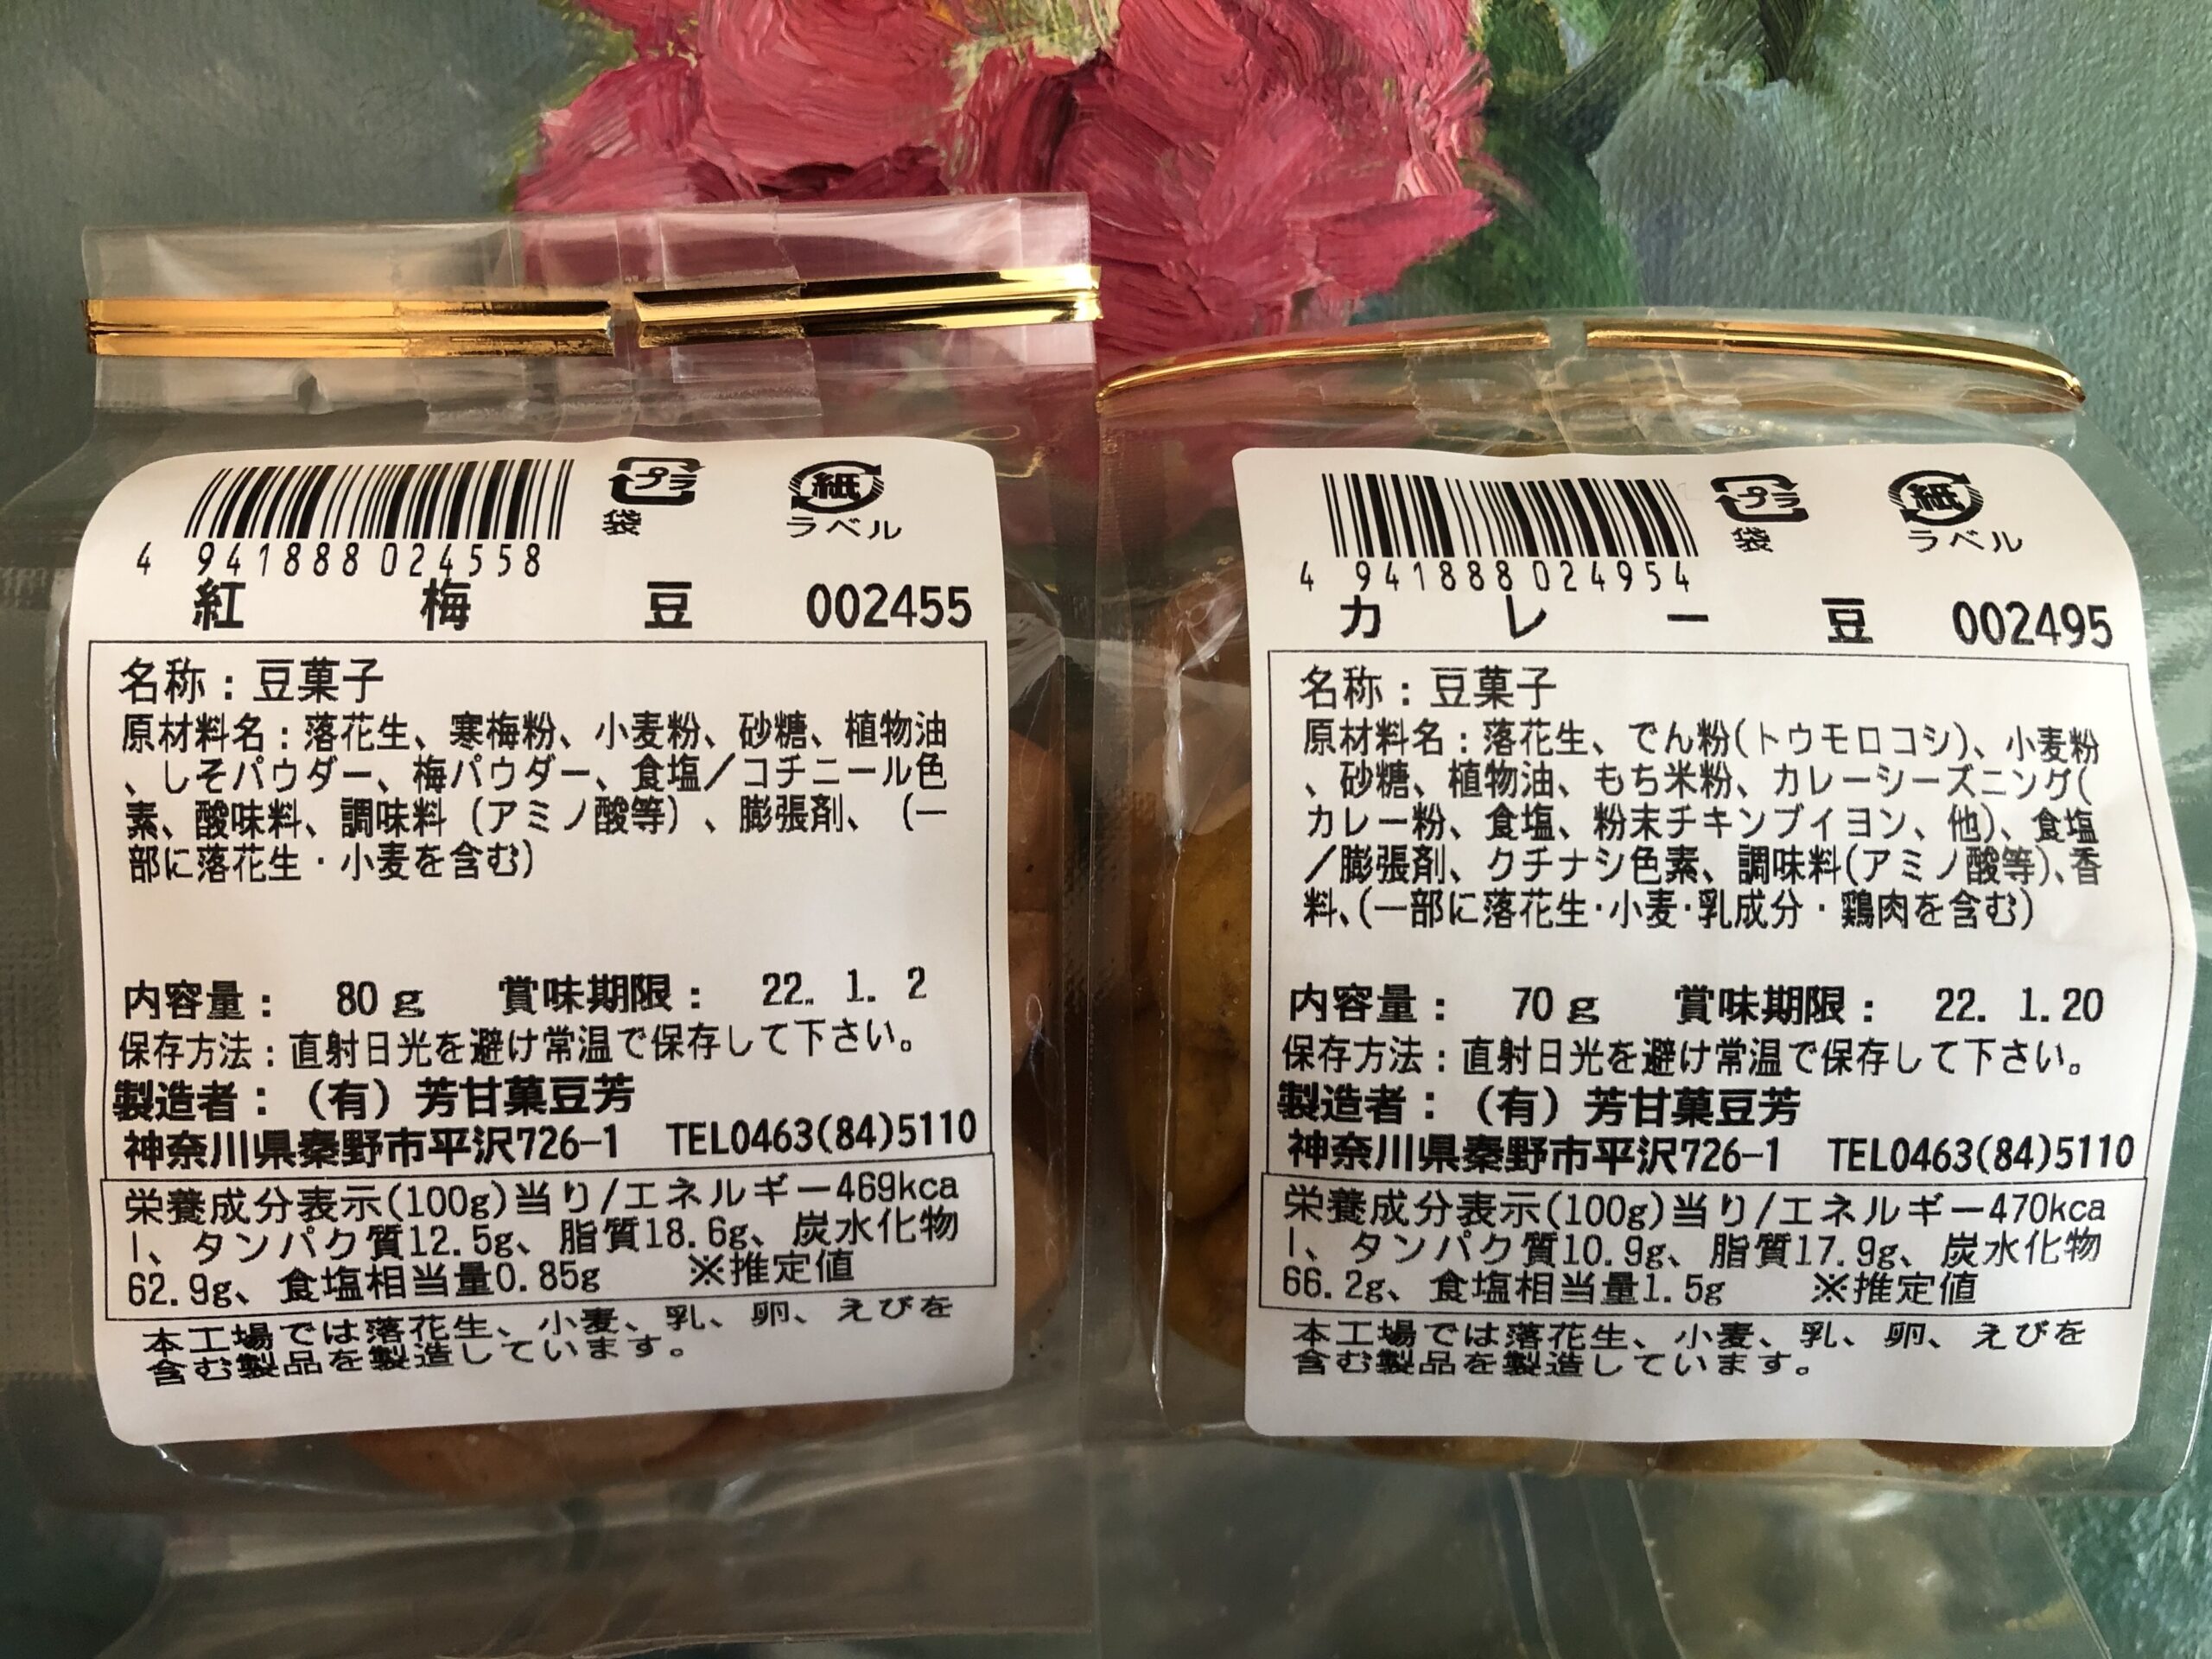 プラ
袋
紙
ラベル
4 941888 024558
紅 梅 豆 002455
名称：豆菓子
原材料名：落花生、寒梅粉、小麦粉、砂糖、植物油
、しそパウダー、梅パウダー、食塩／コチニール色
素、酸味料、調味料（アミノ酸等）、膨張剤、（一
部に落花生・小麦を含む）
内容量： 80ｇ 賞味期限： 22. 1. 2
保存方法：直射日光を避け常温で保存して下さい。
製造者：（有）芳甘菓豆芳
神奈川県秦野市平沢726-1 TEL0463(84)5110
栄養成分表示(100g)当り/エネルギー469kca
l、タンパク質12.5g、脂質18.6g、炭水化物
62.9g、食塩相当量0.85g ※推定値
本工場では落花生、小麦、乳、卵、えびを
含む製品を製造しています。
プラ
袋
紙
ラベル
4 941888 024954
カ レ ー 豆 002495
名称：豆菓子
原材料名：落花生、でん粉(トウモロコシ)、小麦粉
、砂糖、植物油、もち米粉、カレーシーズニング(
カレー粉、食塩、粉末チキンブイヨン、他)、食塩
／膨張剤、クチナシ色素、調味料(アミノ酸等)、香
料、(一部に落花生・小麦・乳成分・鶏肉を含む)
内容量： 70ｇ 賞味期限： 22. 1.20
保存方法：直射日光を避け常温で保存して下さい。
製造者：（有）芳甘菓豆芳
神奈川県秦野市平沢726-1 TEL0463(84)5110
栄養成分表示(100g)当り/エネルギー470kca
l、タンパク質10.9g、脂質17.9g、炭水化物
66.2g、食塩相当量1.5g ※推定値
本工場では落花生、小麦、乳、卵、えびを
含む製品を製造しています。